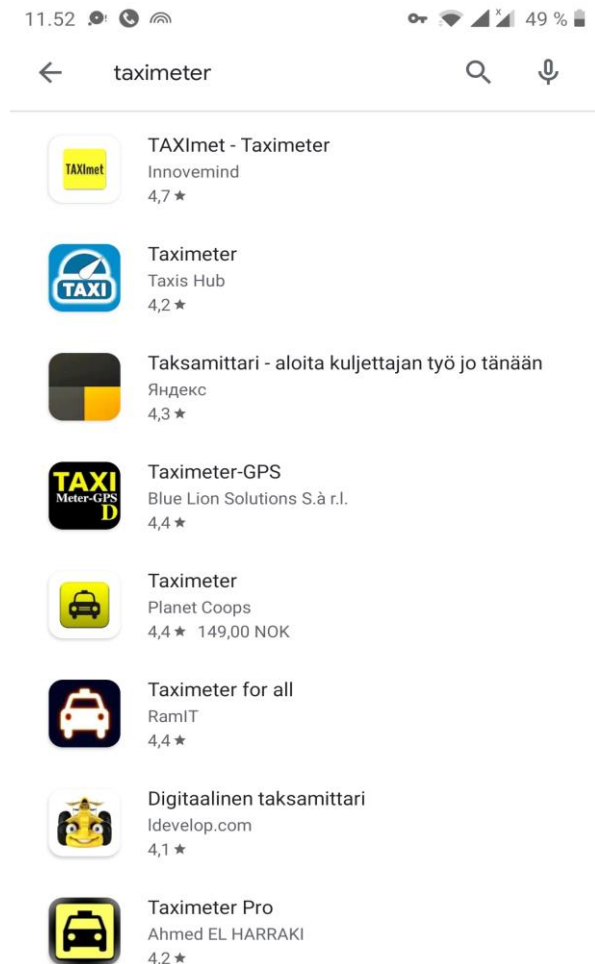 11.52
49 %
taximeter
TAXImet
TAXImet - Taximeter
Innovemind
4,7 ★
TAXI
Taximeter
Taxis Hub
4,2 ★
Taksamittari - aloita kuljettajan työ jo tänään
Яндекс
4,3 ★
TAXI
Meter-GPS
D
Taximeter-GPS
Blue Lion Solutions S.à r.l.
4,4 ★
Taximeter
Planet Coops
4,4 ★ 149,00 NOK
Taximeter for all
RamIT
4,4 ★
Digitaalinen taksamittari
Idevelop.com
4,1 ★
Taximeter Pro
Ahmed EL HARRAKI
4,2 ★